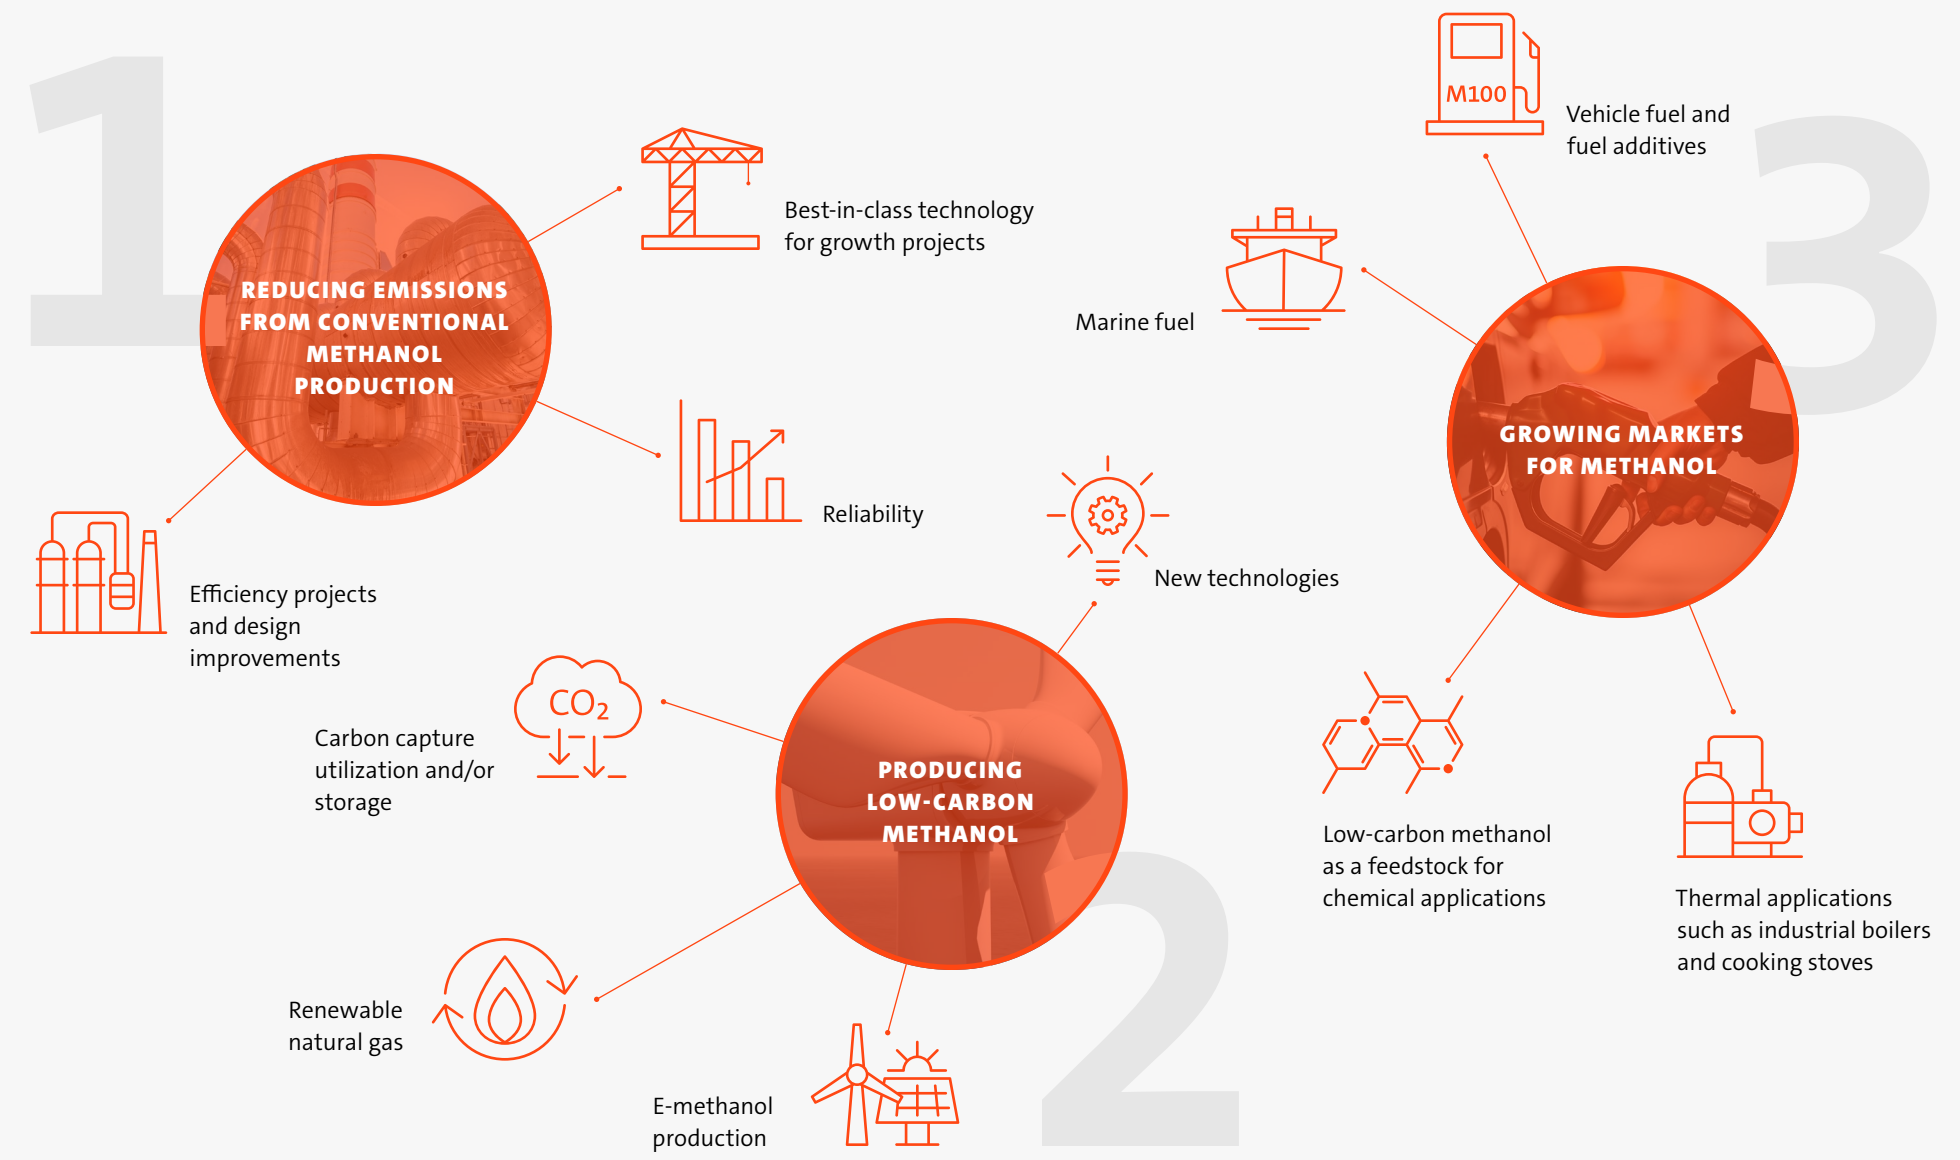 1
REDUCING EMISSIONS
FROM CONVENTIONAL
METHANOL
PRODUCTION
Best-in-class technology
for growth projects
Reliability
Efficiency projects
and design
improvements
2
PRODUCING
LOW-CARBON
METHANOL
New technologies
CO2
Carbon capture
utilization and/or
storage
Renewable
natural gas
E-methanol
production
3
GROWING MARKETS
FOR METHANOL
M100
Vehicle fuel and
fuel additives
Marine fuel
Low-carbon methanol
as a feedstock for
chemical applications
Thermal applications
such as industrial boilers
and cooking stoves